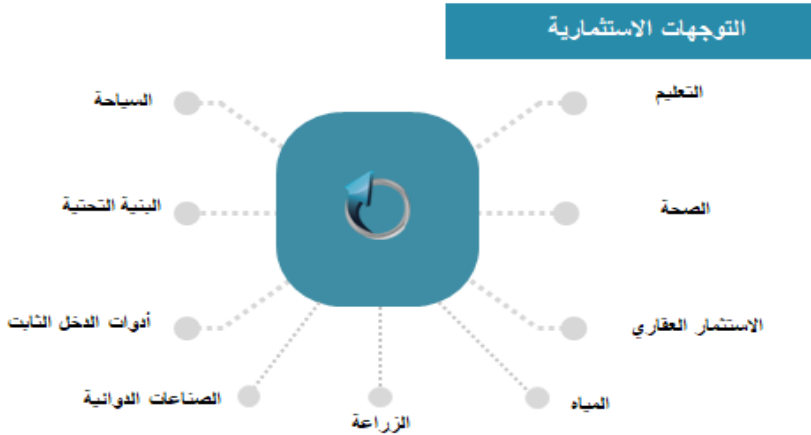 التوجهات الاستثمارية
التعليم
السياحة
الصحة
البنية التحتية
الاستثمار العقاري
أدوات الدخل الثابت
المياه
الزراعة
الصناعات الدوائية